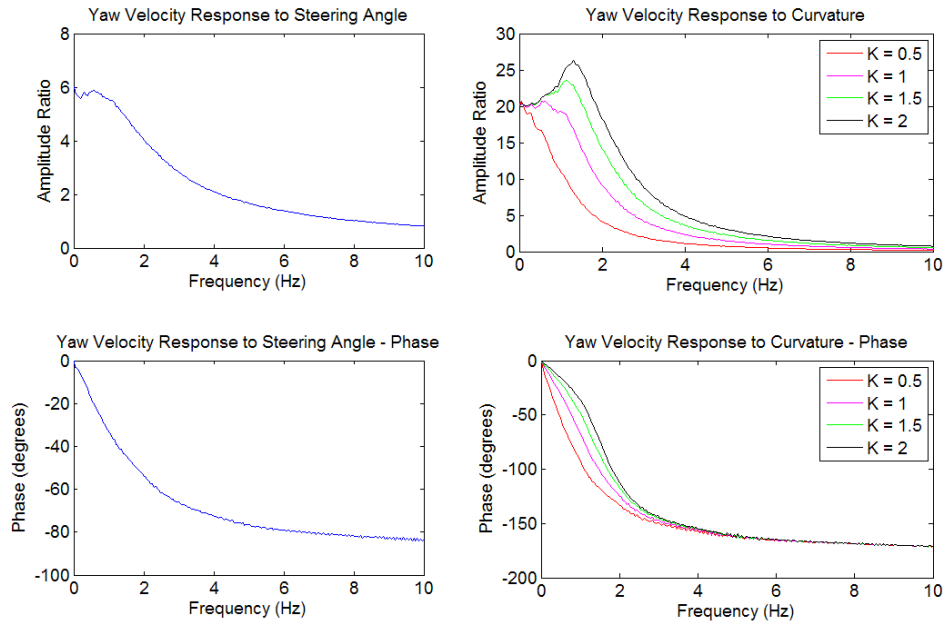 Yaw Velocity Response to Steering Angle
8
6
4
2
0
Amplitude Ratio
0 2 4 6 8 10
Frequency (Hz)
Yaw Velocity Response to Curvature
30
25
20
15
10
5
0
Amplitude Ratio
K = 0.5
K = 1
K = 1.5
K = 2
0 2 4 6 8 10
Frequency (Hz)
Yaw Velocity Response to Steering Angle - Phase
0
-20
-40
-60
-80
-100
Phase (degrees)
0 2 4 6 8 10
Frequency (Hz)
Yaw Velocity Response to Curvature - Phase
0
-50
-100
-150
-200
Phase (degrees)
K = 0.5
K = 1
K = 1.5
K = 2
0 2 4 6 8 10
Frequency (Hz)